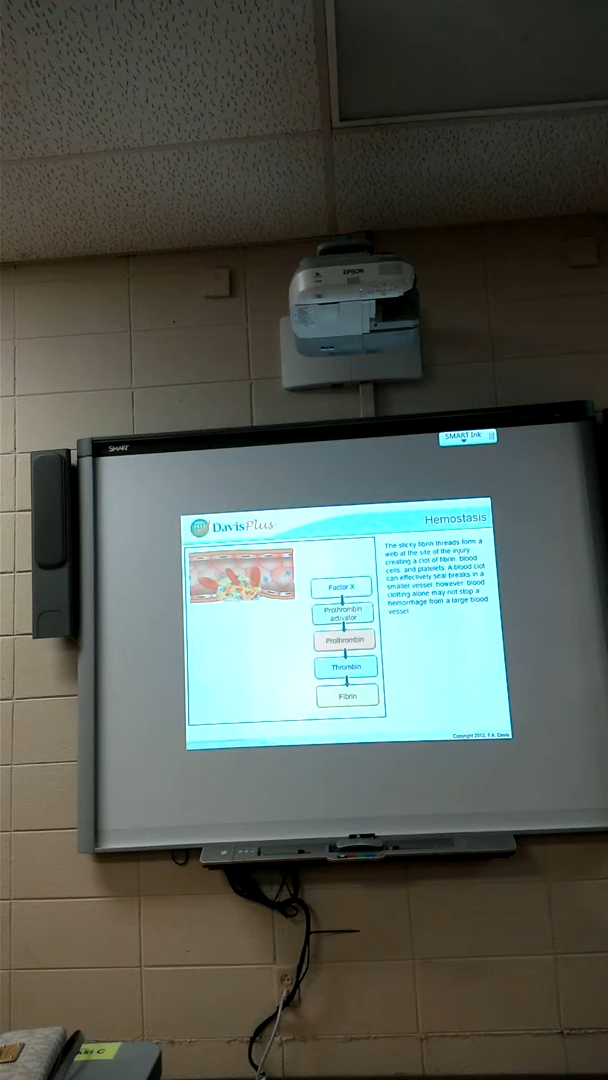 EPSON
SMART
SMART Ink
DavisPlus
Hemostasis
The sticky fibrin threads form a
web at the site of the injury
creating a clot of fibrin, blood
cells, and platelets. A blood clot
can effectively seal breaks in a
smaller vessel; however, blood
clotting alone may not stop a
hemorrhage from a large blood
vessel.
Factor X
Prothrombin
activator
Prothrombin
Thrombin
Fibrin
Copyright 2012, F.A. Davis